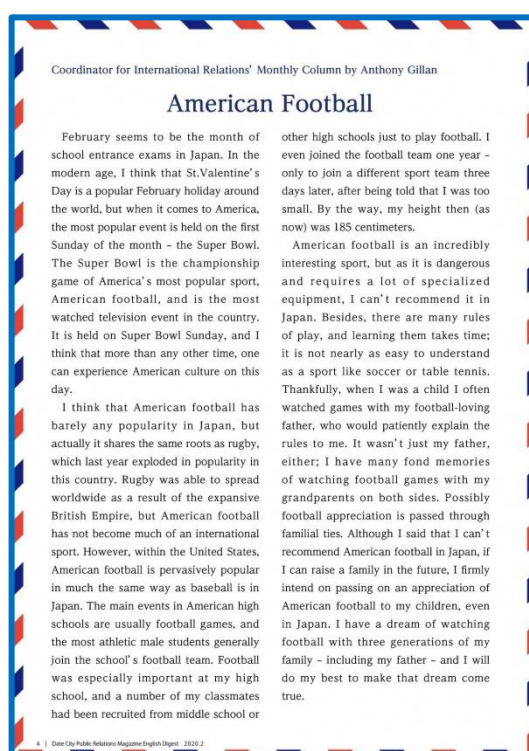 Coordinator for International Relations' Monthly Column by Anthony Gillan
American Football
February seems to be the month of
school entrance exams in Japan. In the
modern age, I think that St.Valentine's
Day is a popular February holiday around
the world, but when it comes to America,
the most popular event is held on the first
Sunday of the month – the Super Bowl.
The Super Bowl is the championship
game of America's most popular sport,
American football, and is the most
watched television event in the country.
It is held on Super Bowl Sunday, and I
think that more than any other time, one
can experience American culture on this
day.
I think that American football has
barely any popularity in Japan, but
actually it shares the same roots as rugby,
which last year exploded in popularity in
this country. Rugby was able to spread
worldwide as a result of the expansive
British Empire, but American football
has not become much of an international
sport. However, within the United States,
American football is pervasively popular
in much the same way as baseball is in
Japan. The main events in American high
schools are usually football games, and
the most athletic male students generally
join the school's football team. Football
was especially important at my high
school, and a number of my classmates
had been recruited from middle school or
other high schools just to play football. I
even joined the football team one year –
only to join a different sport team three
days later, after being told that I was too
small. By the way, my height then (as
now) was 185 centimeters.
American football is an incredibly
interesting sport, but as it is dangerous
and requires a lot of specialized
equipment, I can't recommend it in
Japan. Besides, there are many rules
of play, and learning them takes time;
it is not nearly as easy to understand
as a sport like soccer or table tennis.
Thankfully, when I was a child I often
watched games with my football-loving
father, who would patiently explain the
rules to me. It wasn't just my father,
either; I have many fond memories
of watching football games with my
grandparents on both sides. Possibly
football appreciation is passed through
familial ties. Although I said that I can't
recommend American football in Japan, if
I can raise a family in the future, I firmly
intend on passing on an appreciation of
American football to my children, even
in Japan. I have a dream of watching
football with three generations of my
family – including my father – and I will
do my best to make that dream come
true.
4 | Date City Public Relations Magazine English Digest 2020.2